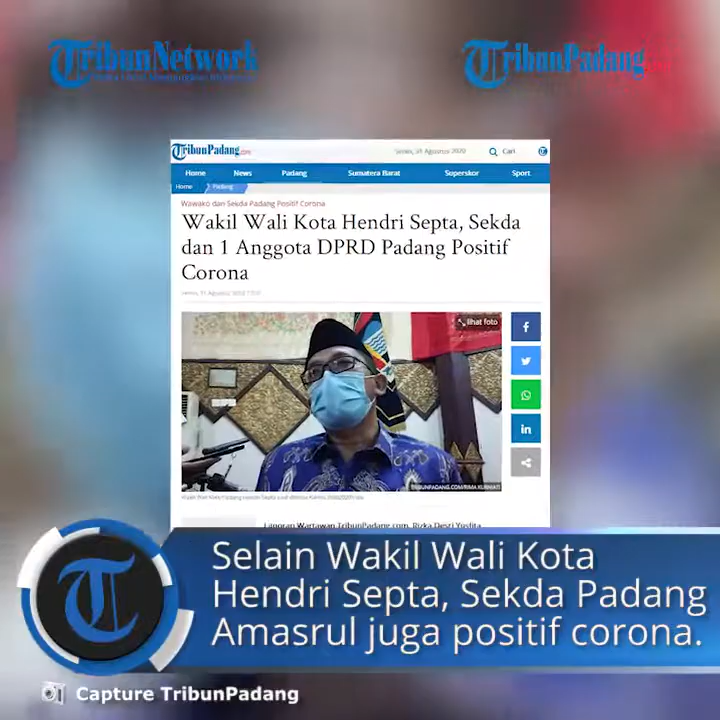 TribunNetwork
TribunPadang.com
TribunPadang.com
Senin, 31 Agustus 2020
Cari
Home News Padang Sumatera Barat Superskor Sport
Home Padang
Wawako dan Sekda Padang Positif Corona
Wakil Wali Kota Hendri Septa, Sekda
dan 1 Anggota DPRD Padang Positif
Corona
lihat foto
TRIBUNPADANG.COM/RIMA KURNIATI
Laporan Wartawan TribunPadang.com, Rizka Desri Yusfita
Selain Wakil Wali Kota
Hendri Septa, Sekda Padang
Amasrul juga positif corona.
Capture TribunPadang